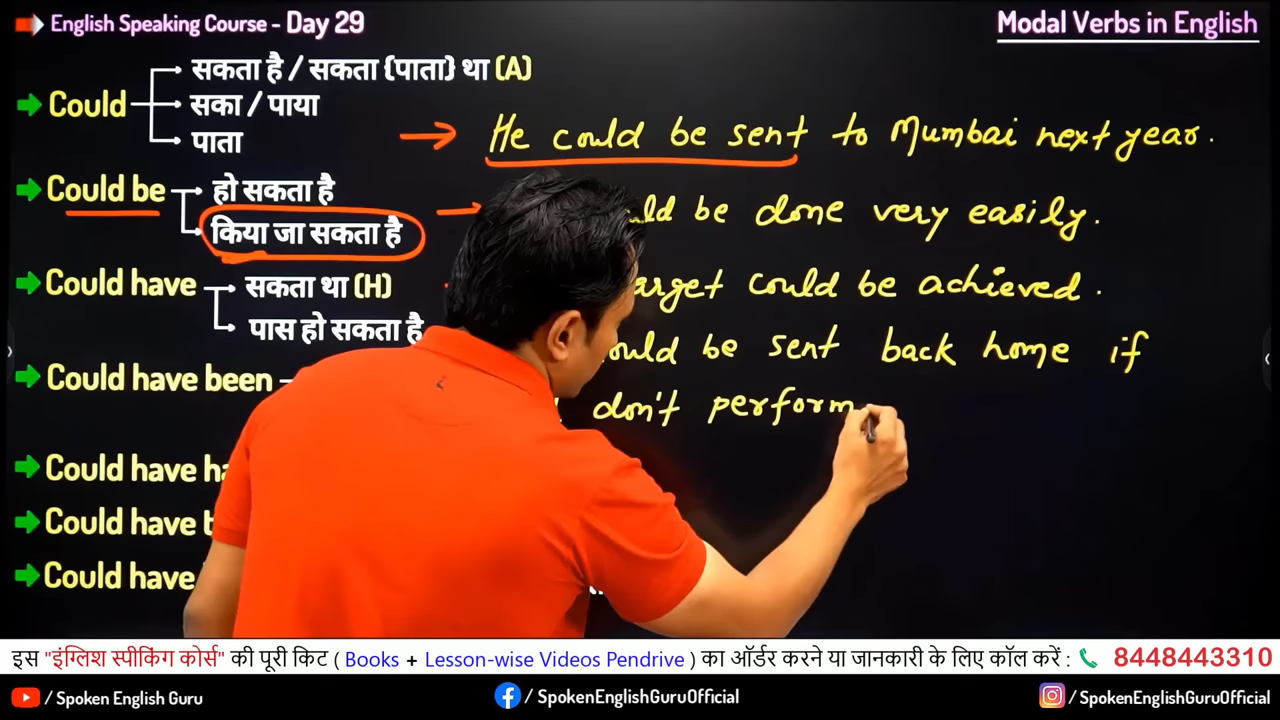 English Speaking Course - Day 29
Modal Verbs in English
Could
सकता है / सकता {पाता} था (A)
सका / पाया
पाता
Could be
हो सकता है
किया जा सकता है
Could have
सकता था (H)
पास हो सकता है
Could have been
Could have
Could have
Could have
He could be sent to Mumbai next year.
be done very easily.
could be achieved.
be sent back home if
don't perform
इस "इंग्लिश स्पीकिंग कोर्स" की पूरी किट ( Books + Lesson-wise Videos Pendrive ) का ऑर्डर करने या जानकारी के लिए कॉल करें : 8448443310
/ Spoken English Guru
/ SpokenEnglishGuruOfficial
/ SpokenEnglishGuruOfficial